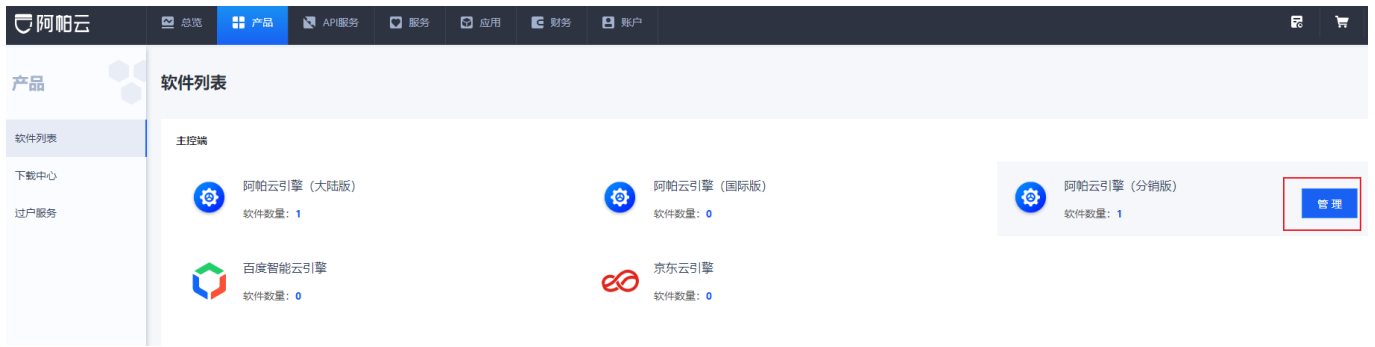 阿帕云 总览 产品 API服务 服务 应用 财务 账户
产品
软件列表
软件列表
下载中心
过户服务
主控端
阿帕云引擎（大陆版）
软件数量：1
阿帕云引擎（国际版）
软件数量：0
阿帕云引擎（分销版）
软件数量：1
管 理
百度智能云引擎
软件数量：0
京东云引擎
软件数量：0